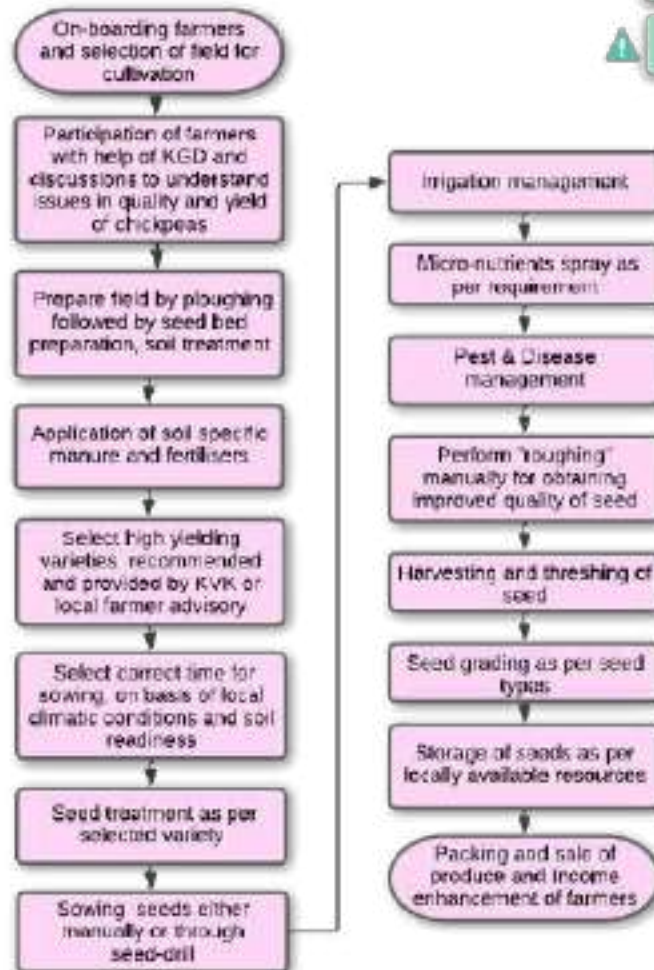 On-boarding farmers
and selection of field for
cultivation
Participation of farmers
with help of KGD and
discussions to understand
issues in quality and yield
of chickpeas
Prepare field by ploughing
followed by seed bed
preparation, soil treatment
Application of soil specific
manure and fertilisers
Select high yielding
varieties, recommended
and provided by KVK or
local farmer advisory
Select correct time for
sowing, on basis of local
climatic conditions and soil
readiness
Seed treatment as per
selected variety
Sowing seeds either
manually or through
seed-drill
Irrigation management
Micro-nutrients spray as
per requirement
Pest & Disease
management
Perform "roughing"
manually for obtaining
improved quality of seed
Harvesting and threshing of
seed
Seed grading as per seed
types
Storage of seeds as per
locally available resources
Packing and sale of
produce and income
enhancement of farmers